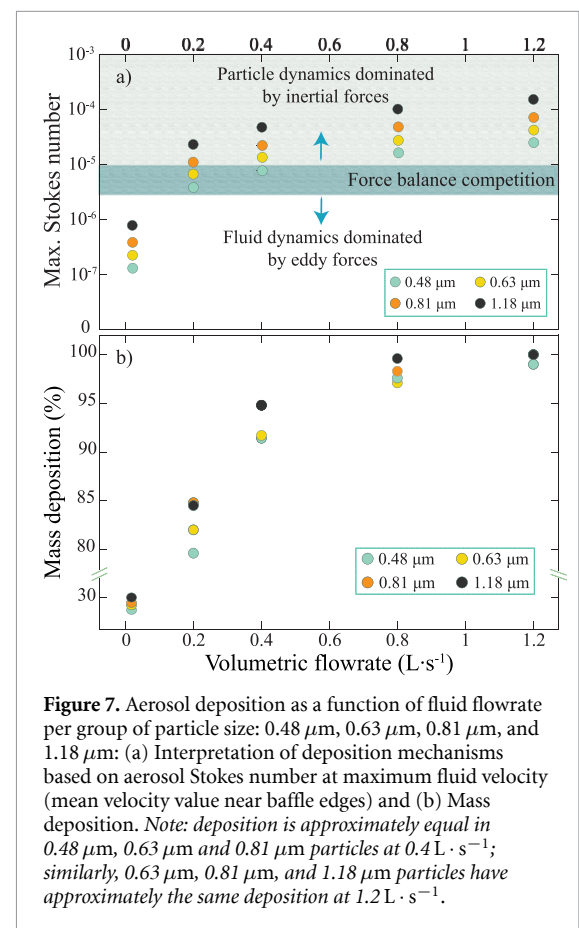 0 0.2 0.4 0.6 0.8 1 1.2
10-3
a)
Particle dynamics dominated
by inertial forces
10-4
10-5
Force balance competition
10-6
Fluid dynamics dominated
by eddy forces
10-7
0.48 μm 0.63 μm
0.81 μm 1.18 μm
0
Max. Stokes number
b)
100
95
90
85
80
30
0.48 μm 0.63 μm
0.81 μm 1.18 μm
Mass deposition (%)
0 0.2 0.4 0.6 0.8 1 1.2
Volumetric flowrate (L·s-1)
Figure 7. Aerosol deposition as a function of fluid flowrate
per group of particle size: 0.48 μm, 0.63 μm, 0.81 μm, and
1.18 μm: (a) Interpretation of deposition mechanisms
based on aerosol Stokes number at maximum fluid velocity
(mean velocity value near baffle edges) and (b) Mass
deposition. Note: deposition is approximately equal in
0.48 μm, 0.63 μm and 0.81 μm particles at 0.4 L · s−1;
similarly, 0.63 μm, 0.81 μm, and 1.18 μm particles have
approximately the same deposition at 1.2 L · s−1.